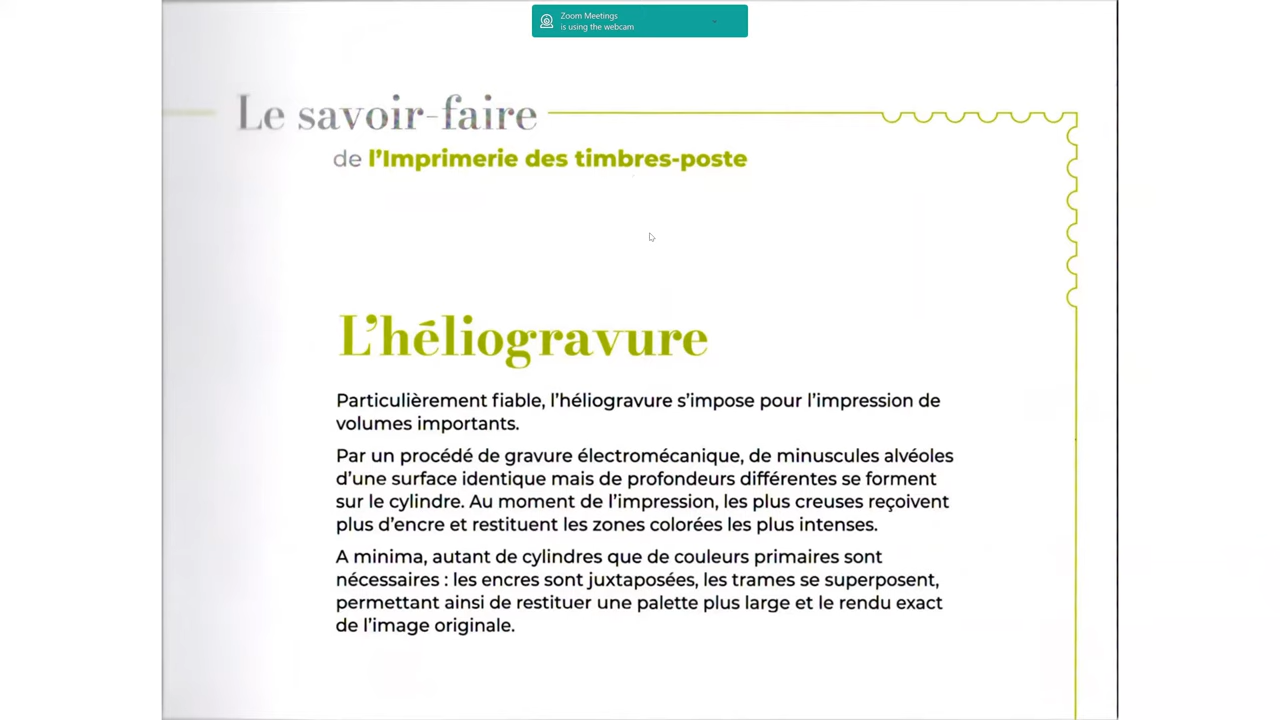 Zoom Meetings
is using the webcam
Le savoir-faire
de l’Imprimerie des timbres-poste
L’héliogravure
Particulièrement fiable, l’héliogravure s’impose pour l’impression de
volumes importants.
Par un procédé de gravure électromécanique, de minuscules alvéoles
d’une surface identique mais de profondeurs différentes se forment
sur le cylindre. Au moment de l’impression, les plus creuses reçoivent
plus d’encre et restituent les zones colorées les plus intenses.
A minima, autant de cylindres que de couleurs primaires sont
nécessaires : les encres sont juxtaposées, les trames se superposent,
permettant ainsi de restituer une palette plus large et le rendu exact
de l’image originale.